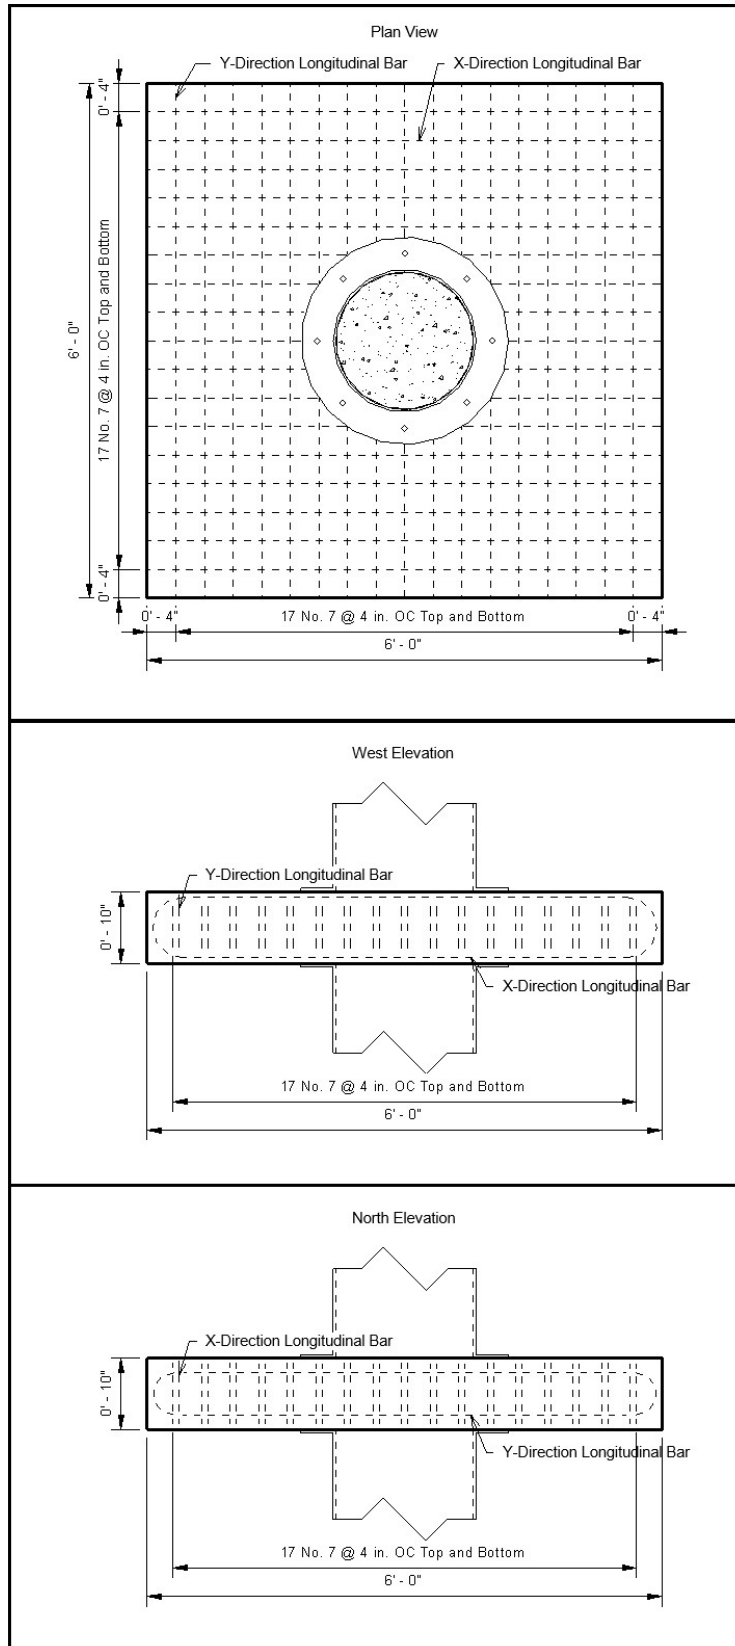 Plan View
Y-Direction Longitudinal Bar
X-Direction Longitudinal Bar
0' - 4"
17 No. 7 @ 4 in. OC Top and Bottom
6' - 0"
0' - 4"
0' - 4"
17 No. 7 @ 4 in. OC Top and Bottom
0' - 4"
6' - 0"
West Elevation
Y-Direction Longitudinal Bar
0' - 10"
X-Direction Longitudinal Bar
17 No. 7 @ 4 in. OC Top and Bottom
6' - 0"
North Elevation
X-Direction Longitudinal Bar
0' - 10"
Y-Direction Longitudinal Bar
17 No. 7 @ 4 in. OC Top and Bottom
6' - 0"